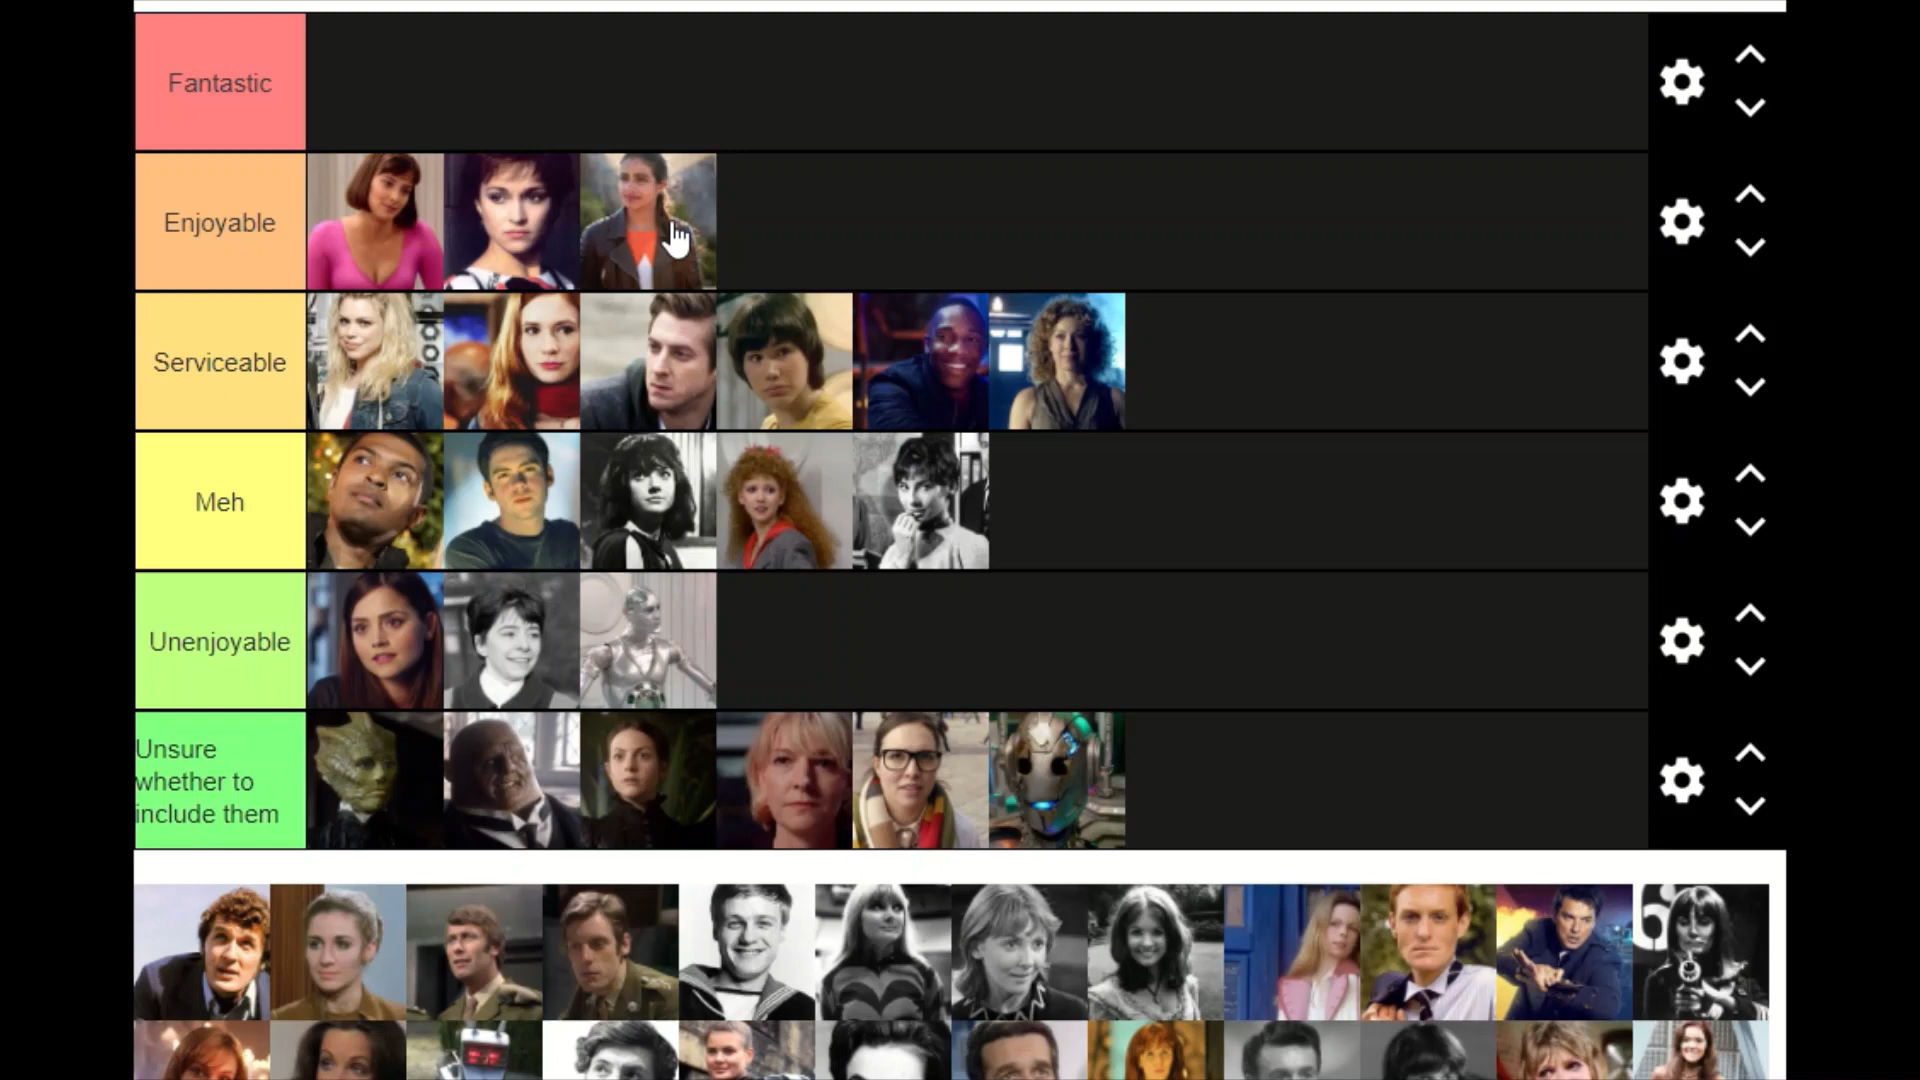 Fantastic
Enjoyable
Serviceable
Meh
Unenjoyable
Unsure
whether to
include them